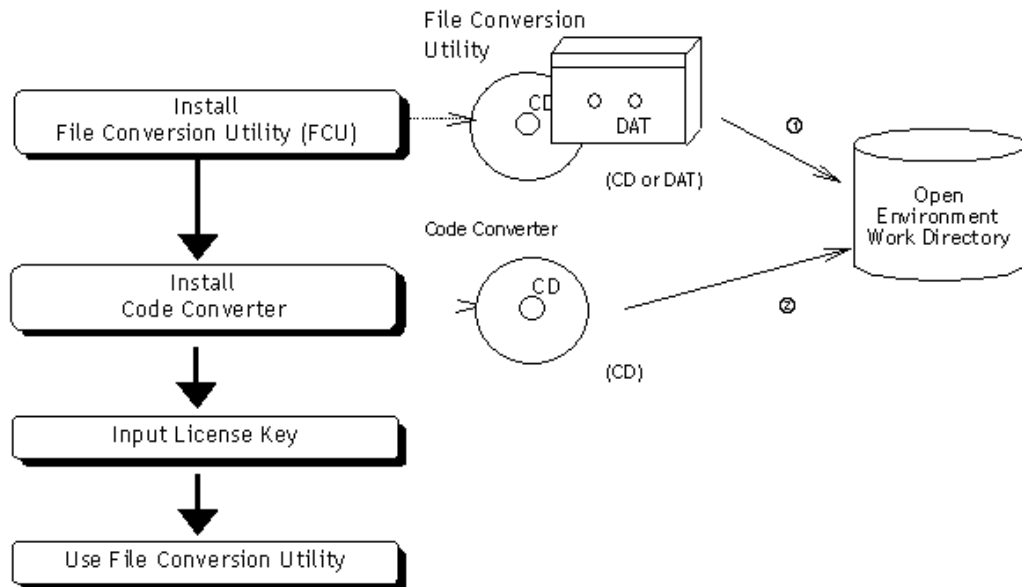 File Conversion
Utility
Install
File Conversion Utility (FCU)
CD
DAT
(CD or DAT)
①
Open
Environment
Work Directory
Code Converter
Install
Code Converter
CD
②
(CD)
Input License Key
Use File Conversion Utility